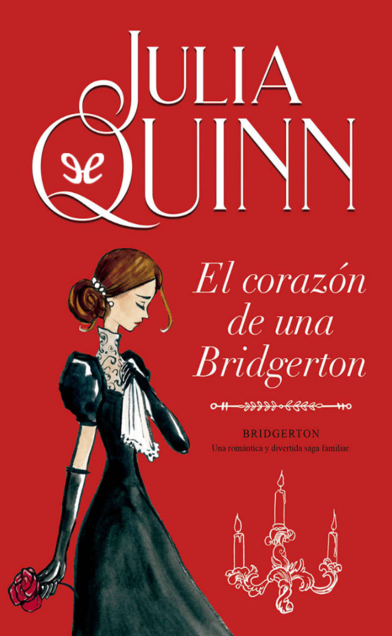 JULIA
QUINN
El corazón
de una
Bridgerton
BRIDGERTON
Una romántica y divertida saga familiar.